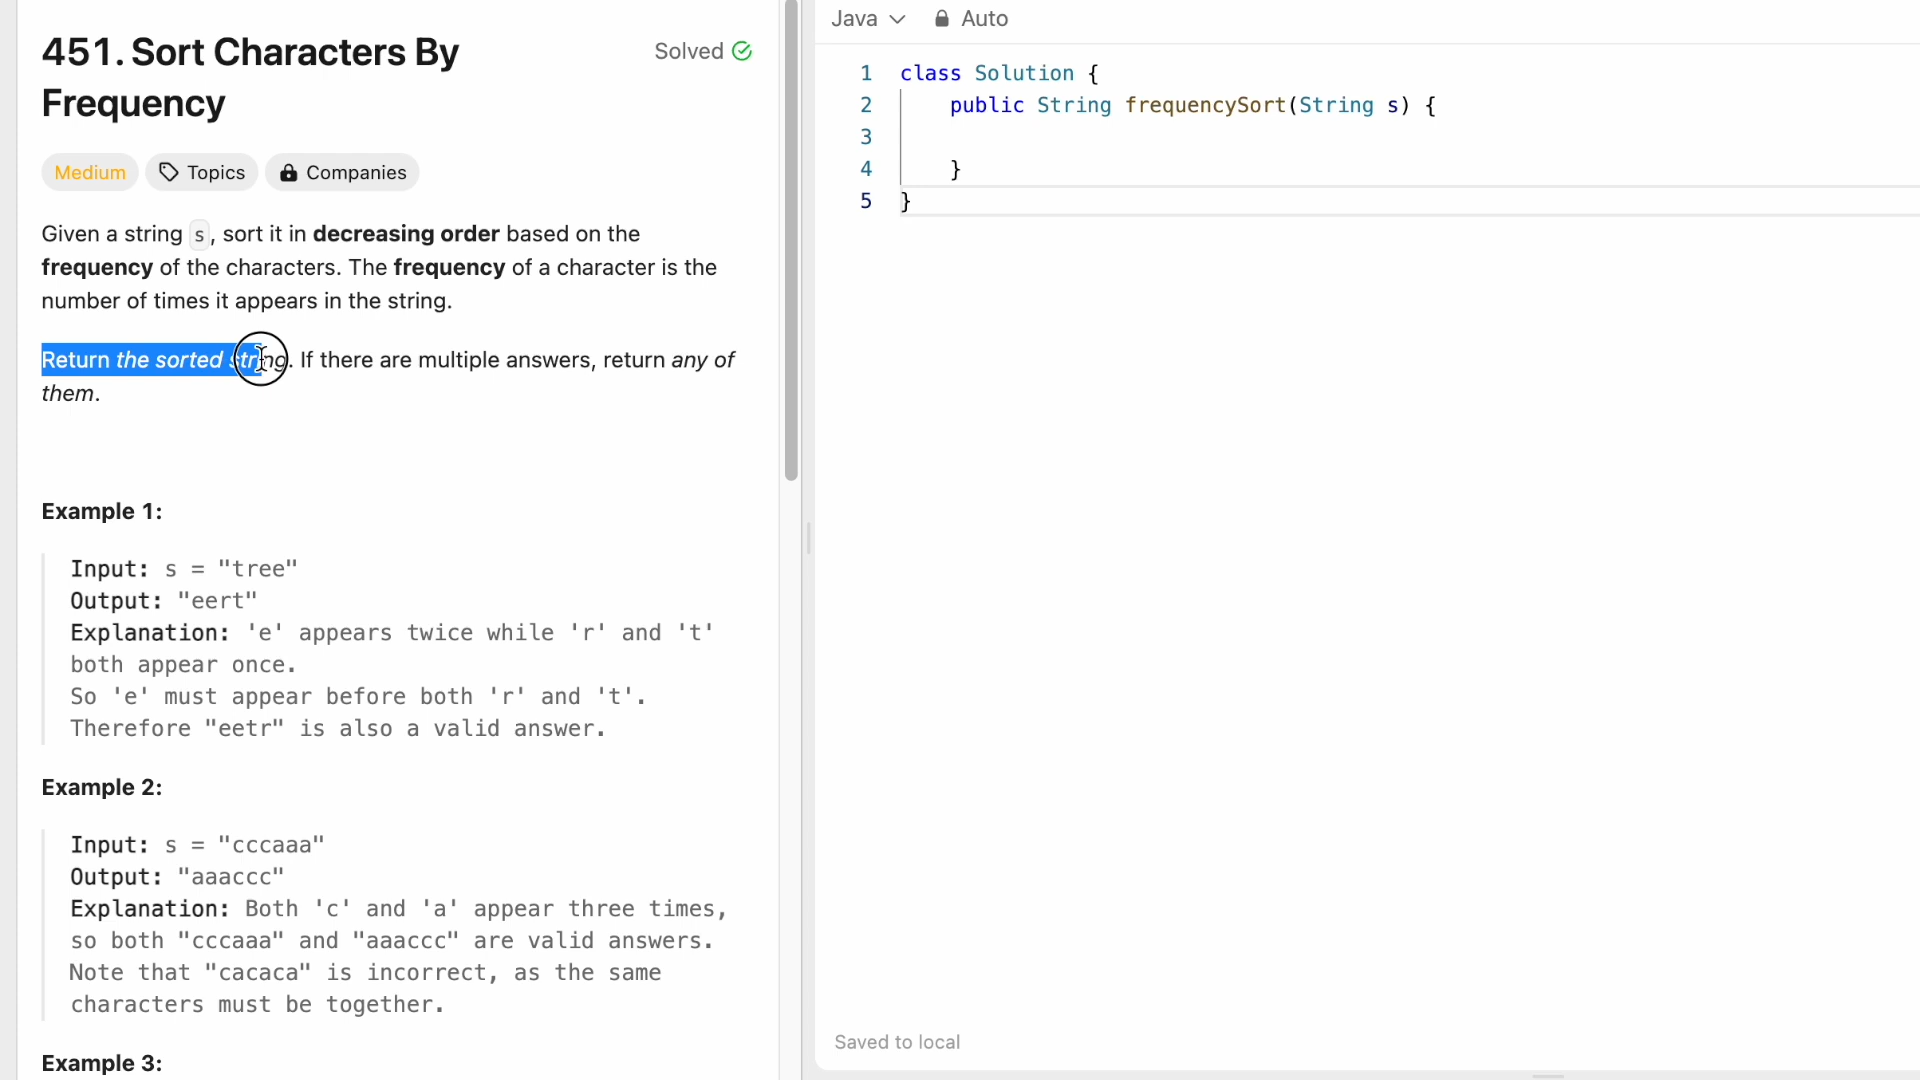 451. Sort Characters By
Frequency
Solved
Medium
Topics
Companies
Given a string s, sort it in decreasing order based on the
frequency of the characters. The frequency of a character is the
number of times it appears in the string.
Return the sorted string. If there are multiple answers, return any of
them.
Example 1:
Input: s = "tree"
Output: "eert"
Explanation: 'e' appears twice while 'r' and 't'
both appear once.
So 'e' must appear before both 'r' and 't'.
Therefore "eetr" is also a valid answer.
Example 2:
Input: s = "cccaaa"
Output: "aaaccc"
Explanation: Both 'c' and 'a' appear three times,
so both "cccaaa" and "aaaccc" are valid answers.
Note that "cacaca" is incorrect, as the same
characters must be together.
Example 3:
Java
Auto
1 class Solution {
2 public String frequencySort(String s) {
3
4 }
5 }
Saved to local